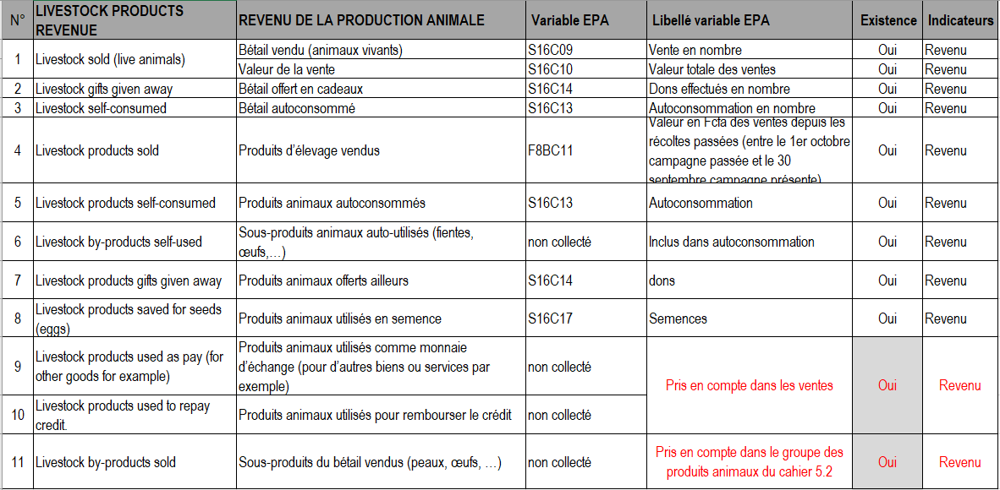 N°
LIVESTOCK PRODUCTS
REVENUE
REVENU DE LA PRODUCTION ANIMALE
Variable EPA
Libellé variable EPA
Existence
Indicateurs
1
Livestock sold (live animals)
Bétail vendu (animaux vivants)
S16C09
Vente en nombre
Oui
Revenu
Valeur de la vente
S16C10
Valeur totale des ventes
Oui
Revenu
2
Livestock gifts given away
Bétail offert en cadeaux
S16C14
Dons effectués en nombre
Oui
Revenu
3
Livestock self-consumed
Bétail autoconsommé
S16C13
Autoconsommation en nombre
Oui
Revenu
4
Livestock products sold
Produits d'élevage vendus
F8BC11
Valeur en Fcfa des ventes depuis les
récoltes passées (entre le 1er octobre
campagne passée et le 30
septembre campagne présente)
Oui
Revenu
5
Livestock products self-consumed
Produits animaux autoconsommés
S16C13
Autoconsommation
Oui
Revenu
6
Livestock by-products self-used
Sous-produits animaux auto-utilisés (fientes,
œufs,…)
non collecté
Inclus dans autoconsommation
Oui
Revenu
7
Livestock products gifts given away
Produits animaux offerts ailleurs
S16C14
dons
Oui
Revenu
8
Livestock products saved for seeds
(eggs)
Produits animaux utilisés en semence
S16C17
Semences
Oui
Revenu
9
Livestock products used as pay (for
other goods for example)
Produits animaux utilisés comme monnaie
d'échange (pour d'autres biens ou services par
exemple)
non collecté
Pris en compte dans les ventes
Oui
Revenu
10
Livestock products used to repay
credit.
Produits animaux utilisés pour rembourser le crédit
non collecté
11
Livestock by-products sold
Sous-produits du bétail vendus (peaux, œufs, …)
non collecté
Pris en compte dans le groupe des
produits animaux du cahier 5.2
Oui
Revenu